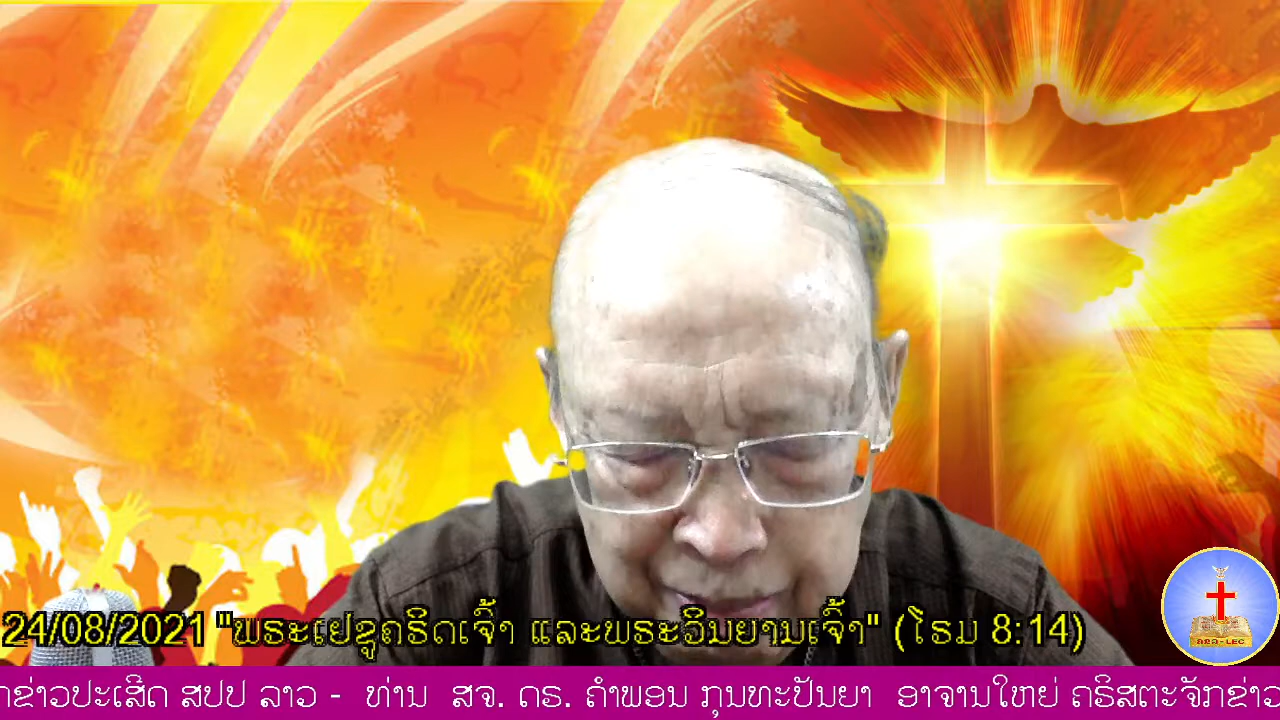 24/08/2021 "ພຣະເຢຊູຄຣິດເຈົ້າ ແລະພຣະວິນຍານເຈົ້າ" (ໂຣມ 8:14)
ກຂ່າວປະເສີດ ສປປ ລາວ - ທ່ານ ສຈ. ດຣ. ຄຳພອນ ກຸນທະປັນຍາ ອາຈານໃຫຍ່ ຄຣິສຕະຈັກຂ່າວ